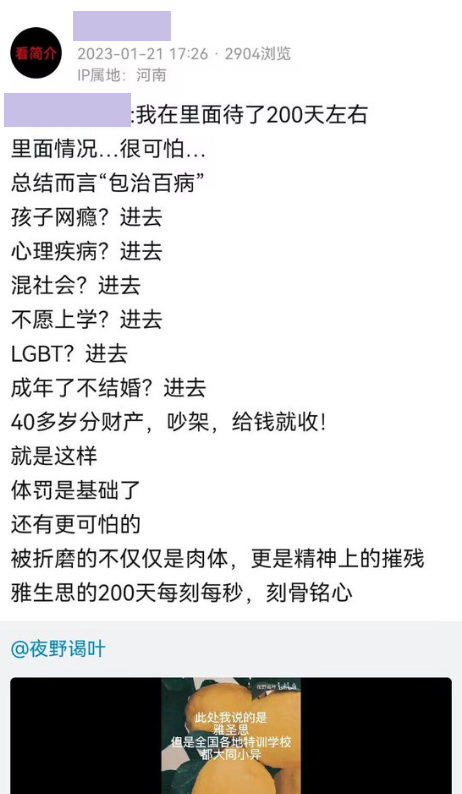 看简介
2023-01-21 17:26 · 2904浏览
IP属地：河南
:我在里面待了200天左右
里面情况…很可怕…
总结而言“包治百病”
孩子网瘾？进去
心理疾病？进去
混社会？进去
不愿上学？进去
LGBT？进去
成年了不结婚？进去
40多岁分财产，吵架，给钱就收！
就是这样
体罚是基础了
还有更可怕的
被折磨的不仅仅是肉体，更是精神上的摧残
雅生思的200天每刻每秒，刻骨铭心
@夜野谒叶
此处我说的是
雅圣思
但是全国各地特训学校
都大同小异